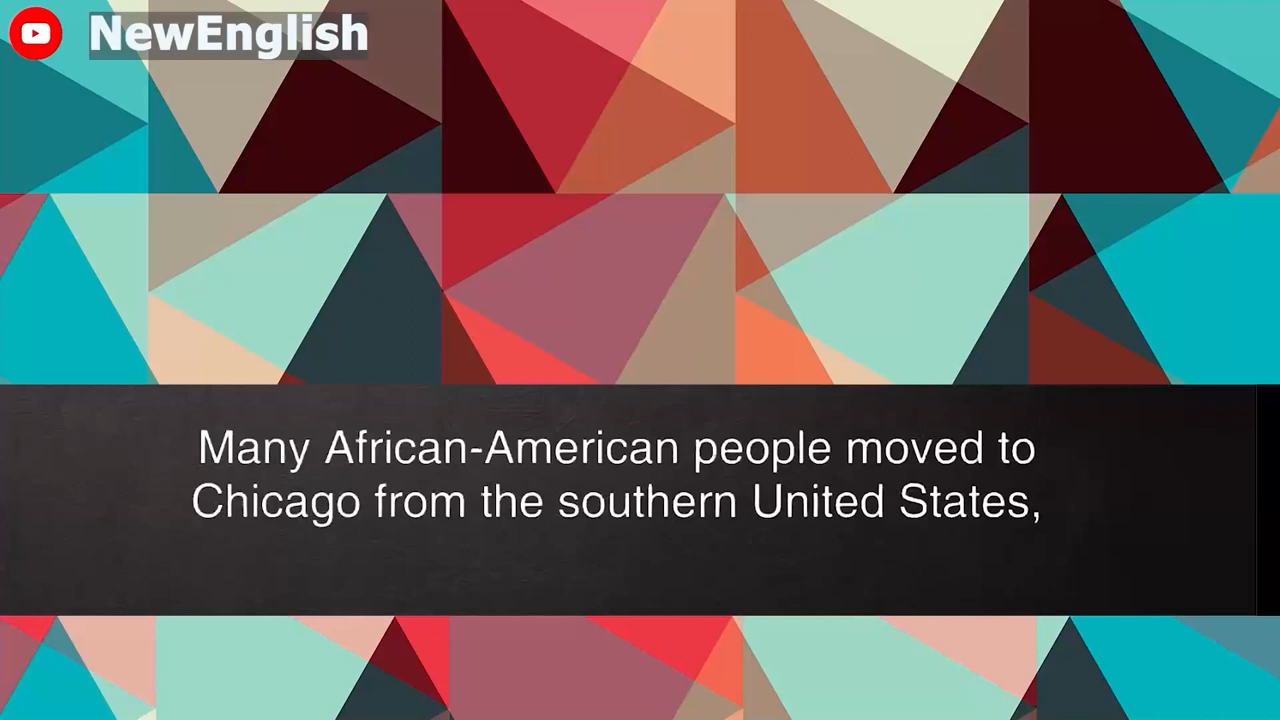 NewEnglish
Many African-American people moved to
Chicago from the southern United States,